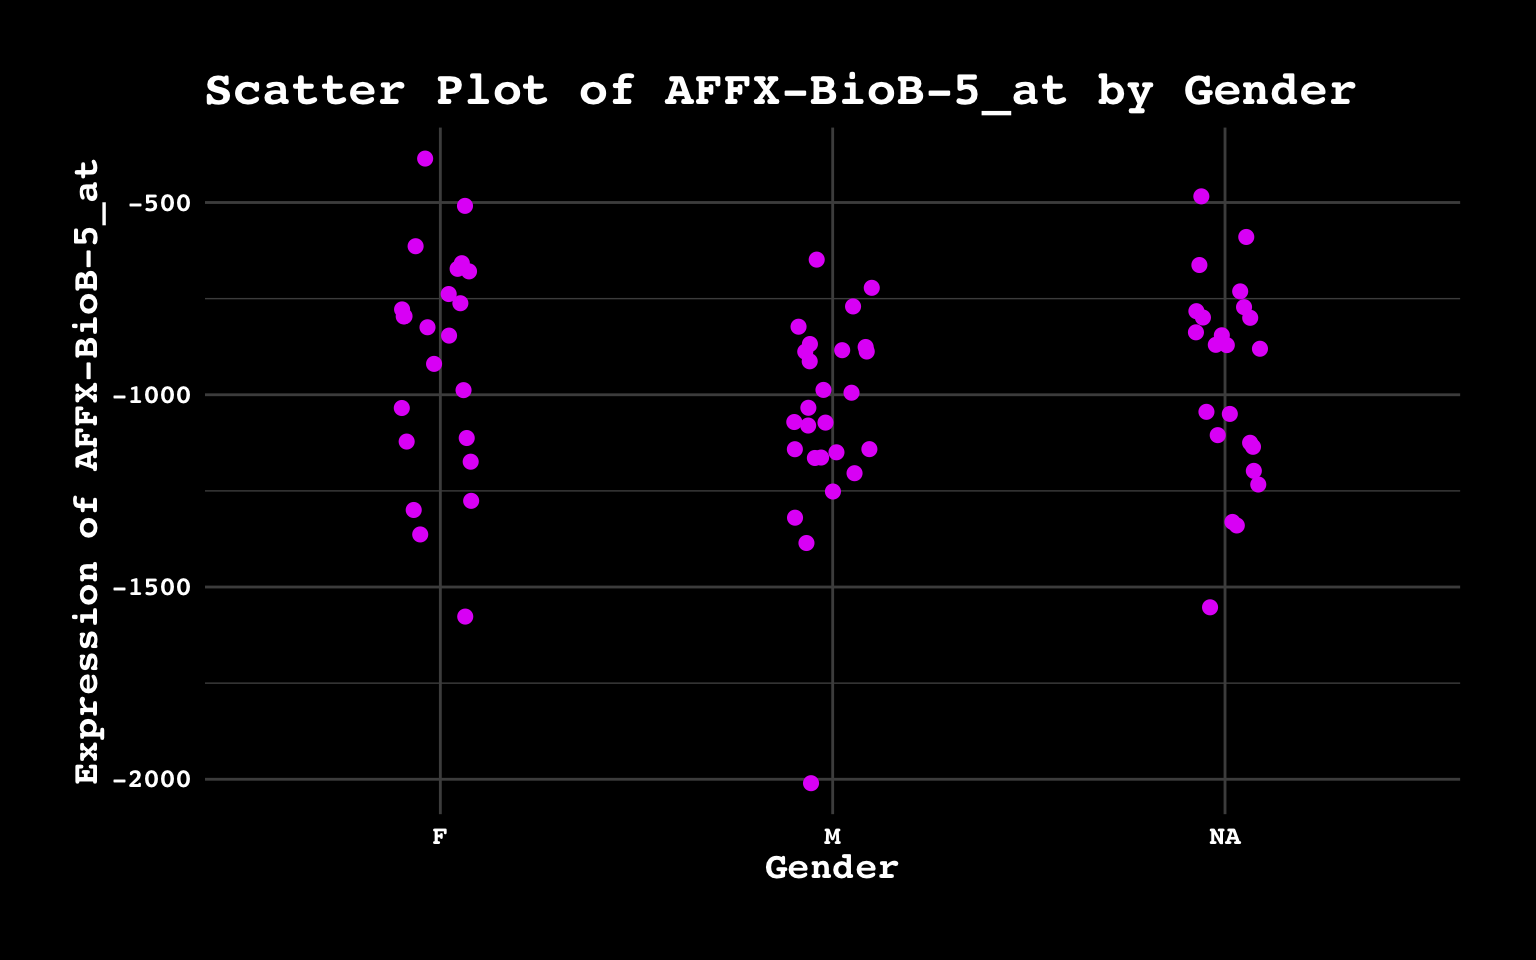 Scatter Plot of AFFX-BioB-5_at by Gender
Expression of AFFX-BioB-5_at
-500
-1000
-1500
-2000
F
M
NA
Gender